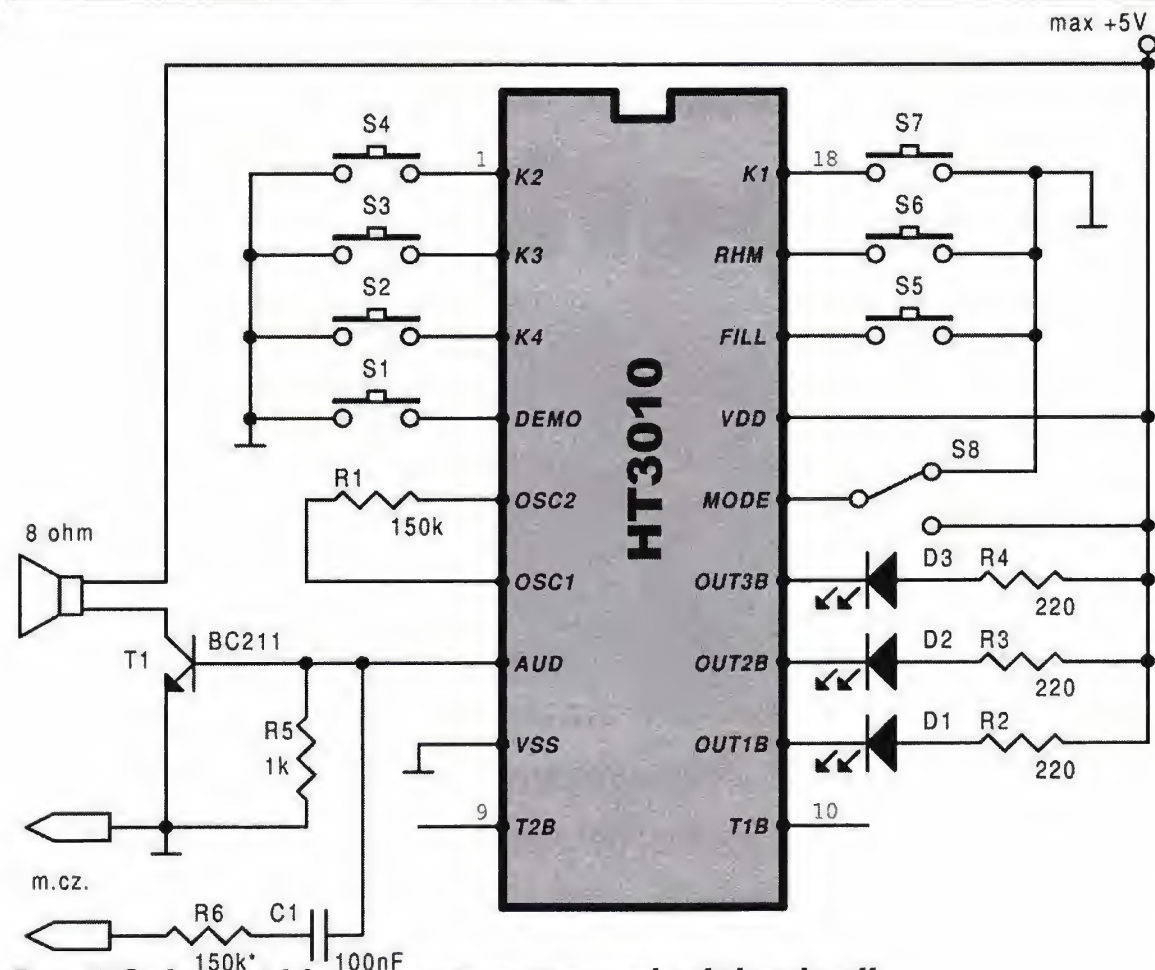 max +5V
S4
S7
1
K2
K1
18
S3
S6
K3
RHM
S2
S5
K4
FILL
S1
DEMO
VDD
HT3010
R1
150k
OSC2
MODE
S8
8 ohm
OSC1
OUT3B
D3
R4
220
T1
BC211
AUD
OUT2B
D2
R3
220
R5
1k
VSS
OUT1B
D1
R2
220
9
T2B
T1B
10
m.cz.
R6
C1
150k*
100nF